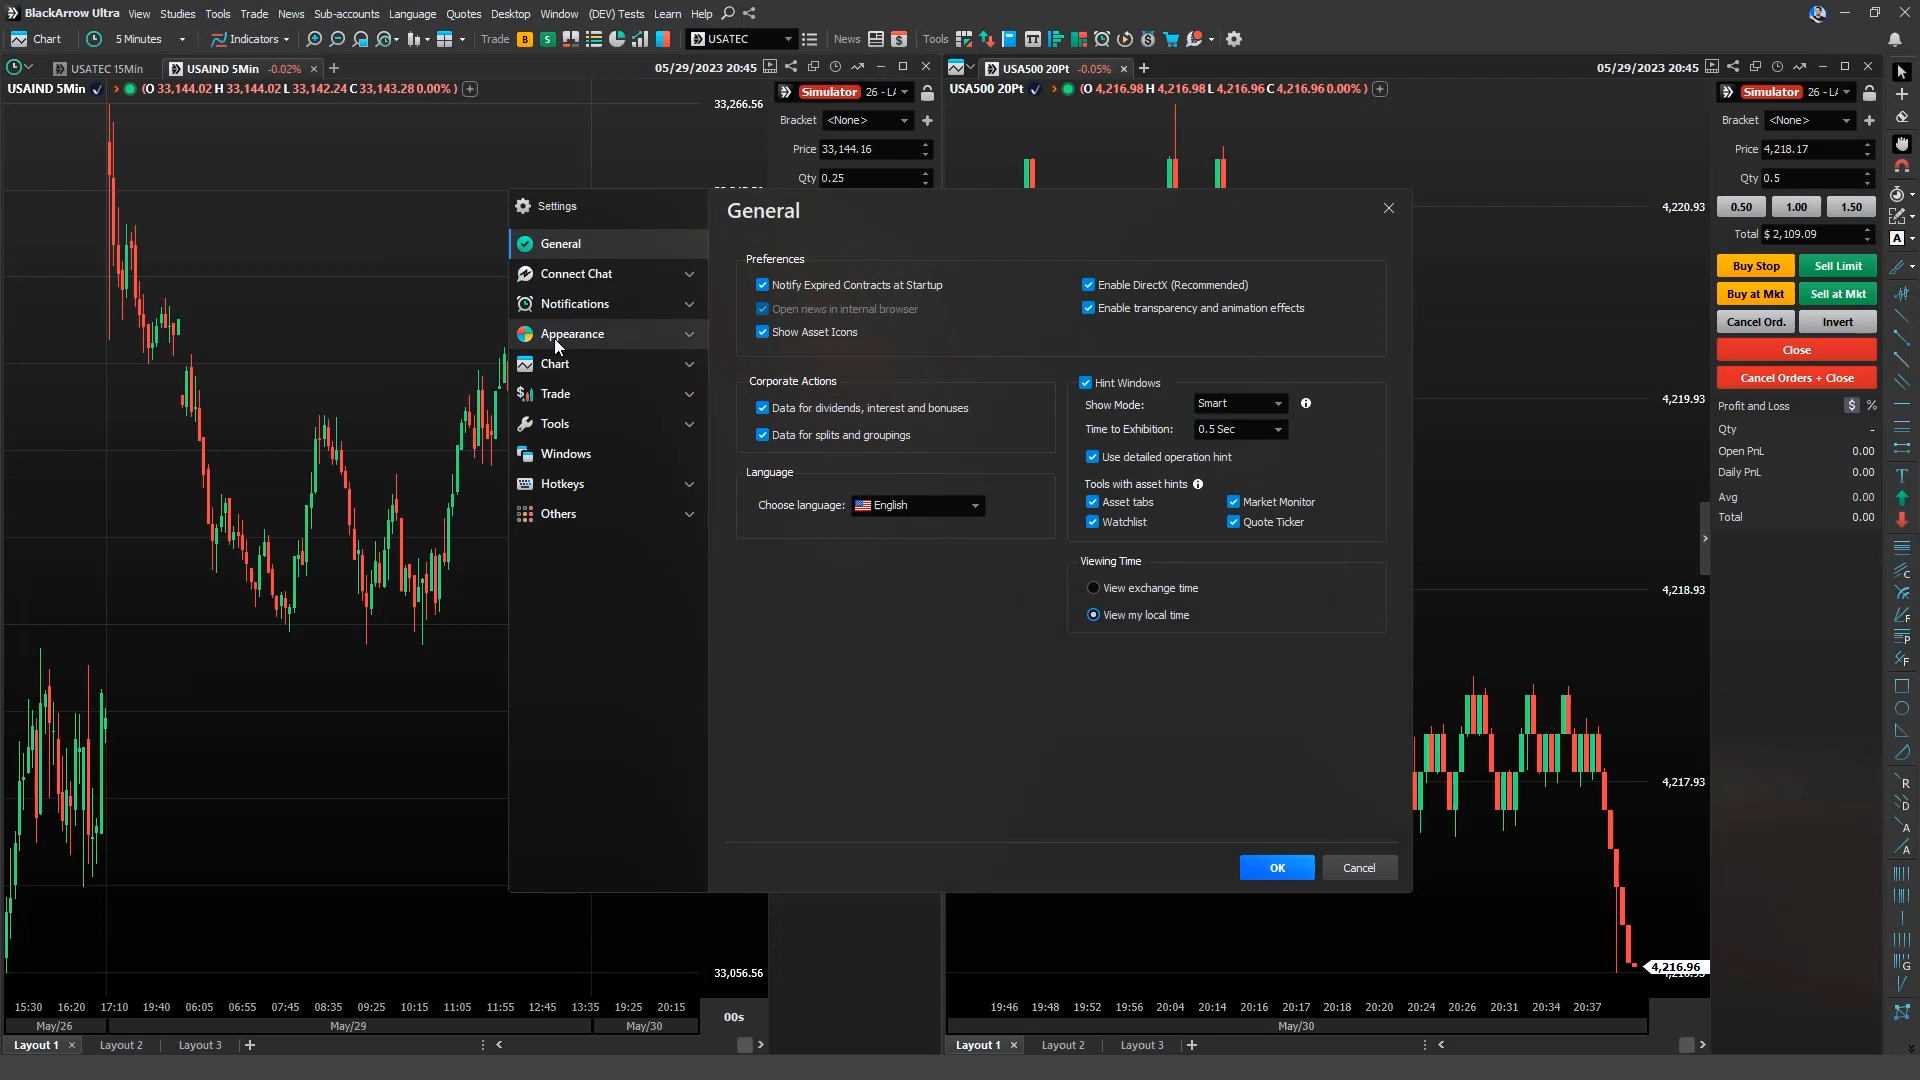 BlackArrow Ultra View Studies Tools Trade News Sub-accounts Language Quotes Desktop Window (DEV) Tests Learn Help
Chart 5 Minutes Indicators Trade B S USATEC News Tools
USATEC 15Min USAIND 5Min -0.02% 05/29/2023 20:45
USAIND 5Min (O 33,144.02 H 33,144.02 L 33,142.24 C 33,143.28 0.00% )
33,266.56
Simulator 26 - LA
Bracket <None>
Price 33,144.16
Qty 0.25
33,056.56
15:30 16:20 17:10 19:40 06:05 06:55 07:45 08:35 09:25 10:15 11:05 11:55 12:45 13:35 19:25 20:15
00s
May/26 May/29 May/30
Layout 1 Layout 2 Layout 3
Settings
General
Connect Chat
Notifications
Appearance
Chart
Trade
Tools
Windows
Hotkeys
Others
General
Preferences
Notify Expired Contracts at Startup
Open news in internal browser
Show Asset Icons
Enable DirectX (Recommended)
Enable transparency and animation effects
Corporate Actions
Data for dividends, interest and bonuses
Data for splits and groupings
Language
Choose language: English
Hint Windows
Show Mode: Smart
Time to Exhibition: 0.5 Sec
Use detailed operation hint
Tools with asset hints
Asset tabs Market Monitor
Watchlist Quote Ticker
Viewing Time
View exchange time
View my local time
OK Cancel
USA500 20Pt -0.05% 05/29/2023 20:45
USA500 20Pt (O 4,216.98 H 4,216.98 L 4,216.96 C 4,216.96 0.00% )
4,220.93
4,219.93
4,218.93
4,217.93
4,216.96
19:46 19:48 19:52 19:56 20:04 20:14 20:16 20:17 20:18 20:20 20:24 20:26 20:31 20:34 20:37
May/30
Layout 1 Layout 2 Layout 3
Simulator 26 - LA
Bracket <None>
Price 4,218.17
Qty 0.5
0.50 1.00 1.50
Total $ 2,109.09
Buy Stop Sell Limit
Buy at Mkt Sell at Mkt
Cancel Ord. Invert
Close
Cancel Orders + Close
Profit and Loss $ %
Qty -
Open PnL 0.00
Daily PnL 0.00
Avg 0.00
Total 0.00